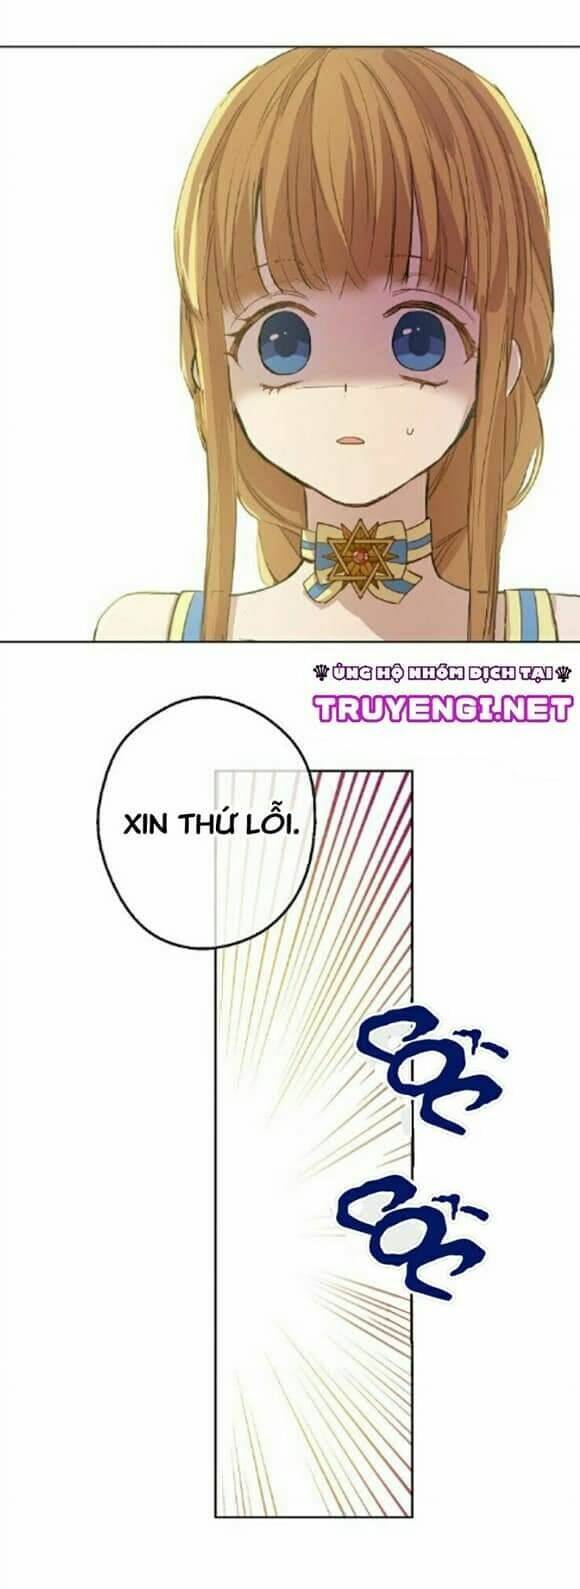 ỦNG HỘ NHÓM DỊCH TẠI
TRUYENGI.NET
XIN THỨ LỖI.
CỐC
CỐC